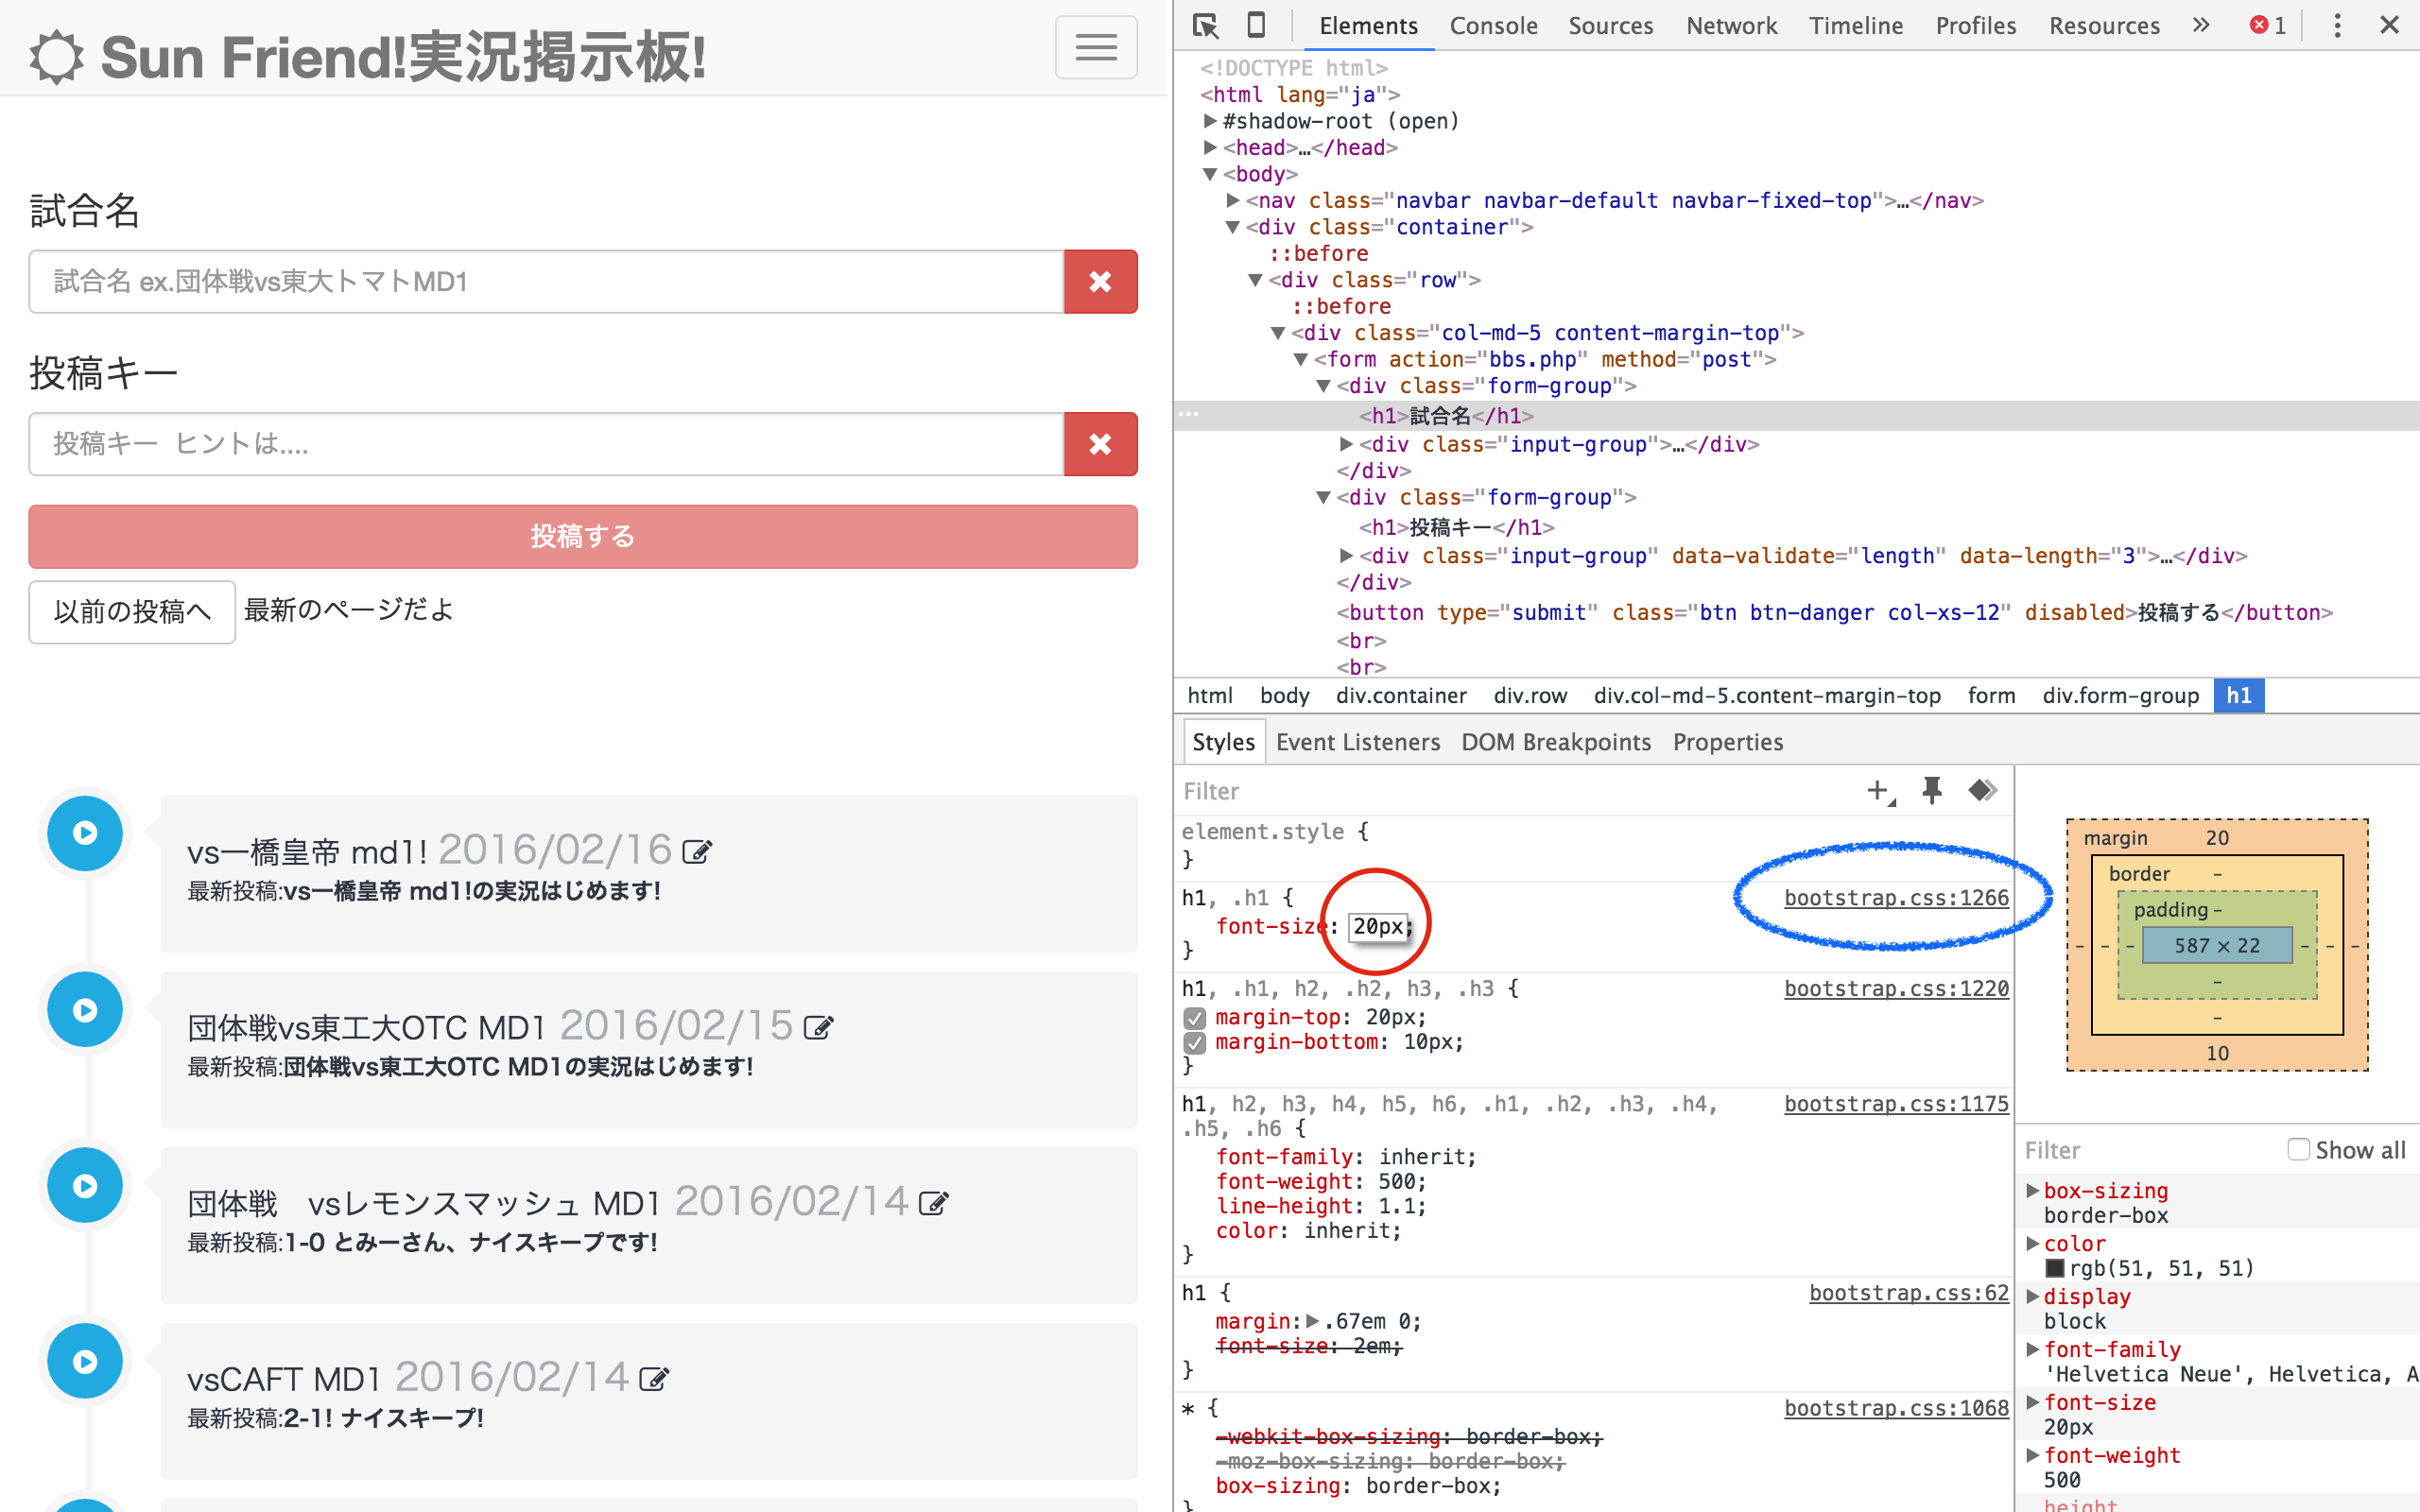 Sun Friend!実況掲示板!
試合名
試合名 ex.団体戦vs東大トマトMD1
投稿キー
投稿キー ヒントは....
投稿する
以前の投稿へ 最新のページだよ
vs一橋皇帝 md1! 2016/02/16
最新投稿:vs一橋皇帝 md1!の実況はじめます!
団体戦vs東工大OTC MD1 2016/02/15
最新投稿:団体戦vs東工大OTC MD1の実況はじめます!
団体戦　vsレモンスマッシュ MD1 2016/02/14
最新投稿:1-0 とみーさん、ナイスキープです!
vsCAFT MD1 2016/02/14
最新投稿:2-1! ナイスキープ!
Elements Console Sources Network Timeline Profiles Resources » 1
<!DOCTYPE html>
<html lang="ja">
#shadow-root (open)
<head>…</head>
<body>
<nav class="navbar navbar-default navbar-fixed-top">…</nav>
<div class="container">
::before
<div class="row">
::before
<div class="col-md-5 content-margin-top">
<form action="bbs.php" method="post">
<div class="form-group">
<h1>試合名</h1>
<div class="input-group">…</div>
</div>
<div class="form-group">
<h1>投稿キー</h1>
<div class="input-group" data-validate="length" data-length="3">…</div>
</div>
<button type="submit" class="btn btn-danger col-xs-12" disabled>投稿する</button>
<br>
<br>
html body div.container div.row div.col-md-5.content-margin-top form div.form-group h1
Styles Event Listeners DOM Breakpoints Properties
Filter
element.style {
}
h1, .h1 { bootstrap.css:1266
font-size: 20px;
}
h1, .h1, h2, .h2, h3, .h3 { bootstrap.css:1220
margin-top: 20px;
margin-bottom: 10px;
}
h1, h2, h3, h4, h5, h6, .h1, .h2, .h3, .h4, bootstrap.css:1175
.h5, .h6 {
font-family: inherit;
font-weight: 500;
line-height: 1.1;
color: inherit;
}
h1 { bootstrap.css:62
margin: .67em 0;
font-size: 2em;
}
* { bootstrap.css:1068
-webkit-box-sizing: border-box;
-moz-box-sizing: border-box;
box-sizing: border-box;
}
margin 20
border -
padding -
- - - 587 × 22 - - -
-
-
10
Filter Show all
box-sizing
border-box
color
rgb(51, 51, 51)
display
block
font-family
'Helvetica Neue', Helvetica, A
font-size
20px
font-weight
500
height